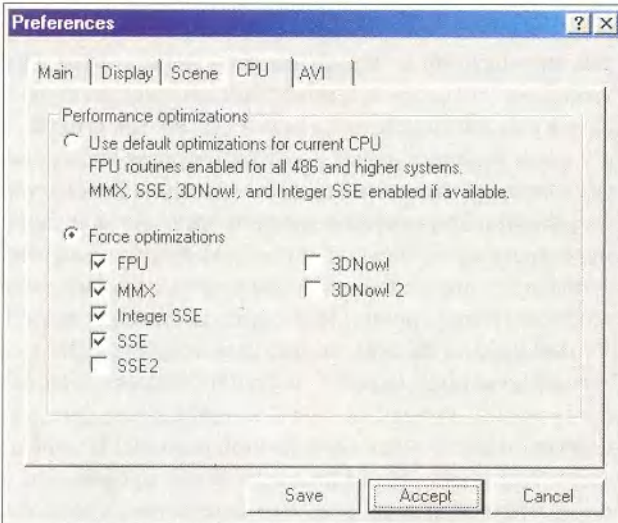 Preferences
Main Display Scene CPU AVI
Performance optimizations
Use default optimizations for current CPU
FPU routines enabled for all 486 and higher systems.
MMX, SSE, 3DNow!, and Integer SSE enabled if available.
Force optimizations
FPU 3DNow!
MMX 3DNow! 2
Integer SSE
SSE
SSE2
Save Accept Cancel